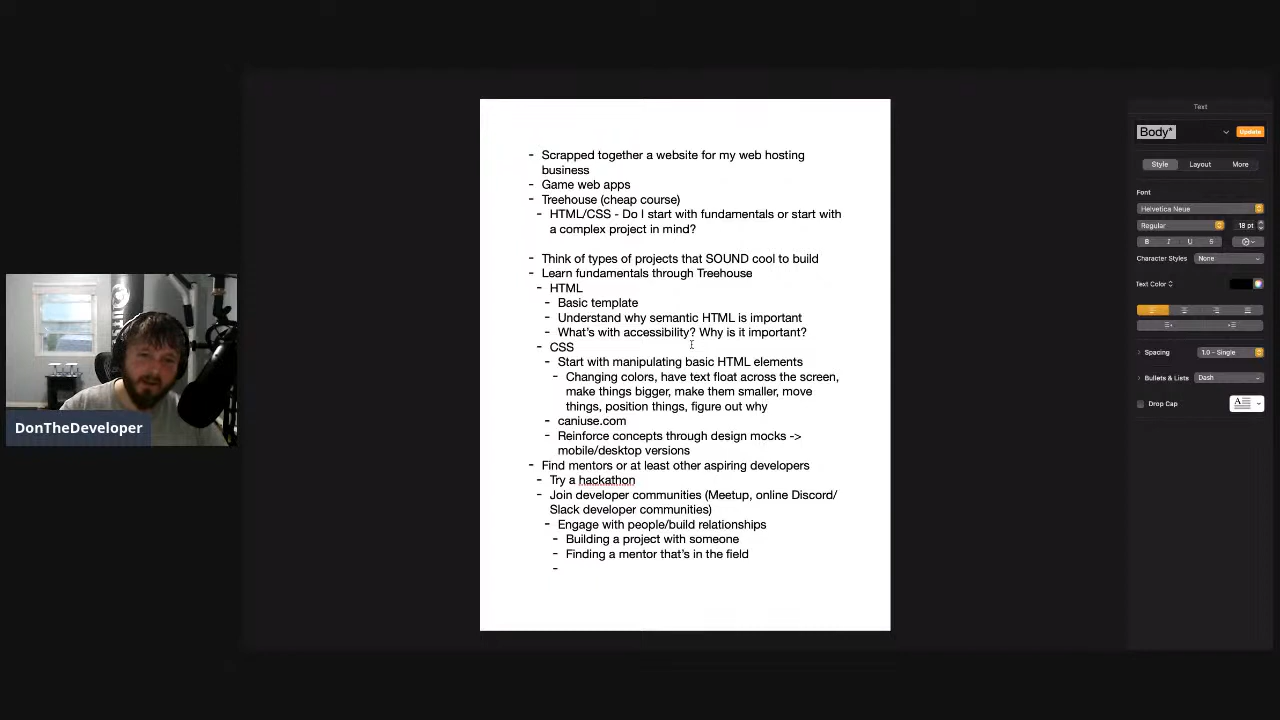 Text
Body*
Update
- Scrapped together a website for my web hosting
business
Style
Layout
More
- Game web apps
Font
- Treehouse (cheap course)
Helvetica Neue
- HTML/CSS - Do I start with fundamentals or start with
a complex project in mind?
Regular
18 pt
B
I
U
S
- Think of types of projects that SOUND cool to build
Character Styles
None
- Learn fundamentals through Treehouse
- HTML
Text Color
- Basic template
- Understand why semantic HTML is important
- What's with accessibility? Why is it important?
- CSS
Spacing
1.0 - Single
- Start with manipulating basic HTML elements
- Changing colors, have text float across the screen,
Bullets & Lists
Dash
make things bigger, make them smaller, move
things, position things, figure out why
Drop Cap
A
- caniuse.com
DonTheDeveloper
- Reinforce concepts through design mocks ->
mobile/desktop versions
- Find mentors or at least other aspiring developers
- Try a hackathon
- Join developer communities (Meetup, online Discord/
Slack developer communities)
- Engage with people/build relationships
- Building a project with someone
- Finding a mentor that's in the field
-